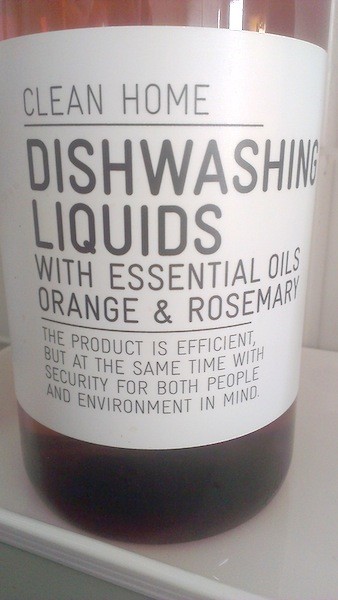 CLEAN HOME
DISHWASHING
LIQUIDS
WITH ESSENTIAL OILS
ORANGE & ROSEMARY
THE PRODUCT IS EFFICIENT,
BUT AT THE SAME TIME WITH
SECURITY FOR BOTH PEOPLE
AND ENVIRONMENT IN MIND.